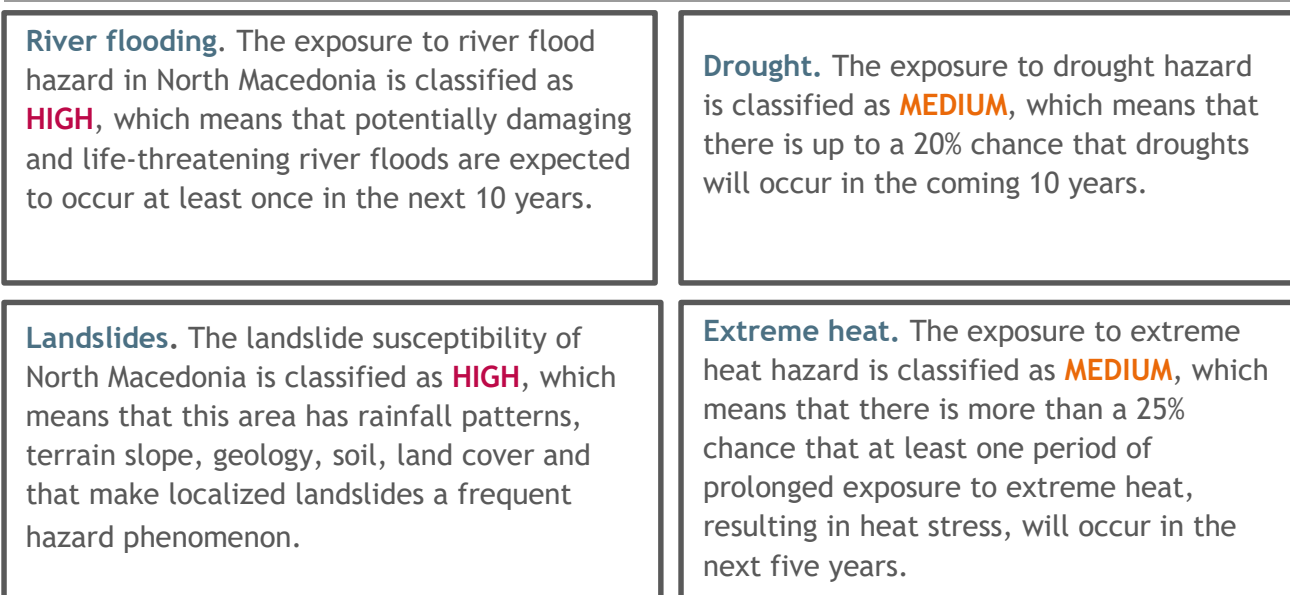 River flooding. The exposure to river flood
hazard in North Macedonia is classified as
HIGH, which means that potentially damaging
and life-threatening river floods are expected
to occur at least once in the next 10 years.
Drought. The exposure to drought hazard
is classified as MEDIUM, which means that
there is up to a 20% chance that droughts
will occur in the coming 10 years.
Landslides. The landslide susceptibility of
North Macedonia is classified as HIGH, which
means that this area has rainfall patterns,
terrain slope, geology, soil, land cover and
that make localized landslides a frequent
hazard phenomenon.
Extreme heat. The exposure to extreme
heat hazard is classified as MEDIUM, which
means that there is more than a 25%
chance that at least one period of
prolonged exposure to extreme heat,
resulting in heat stress, will occur in the
next five years.